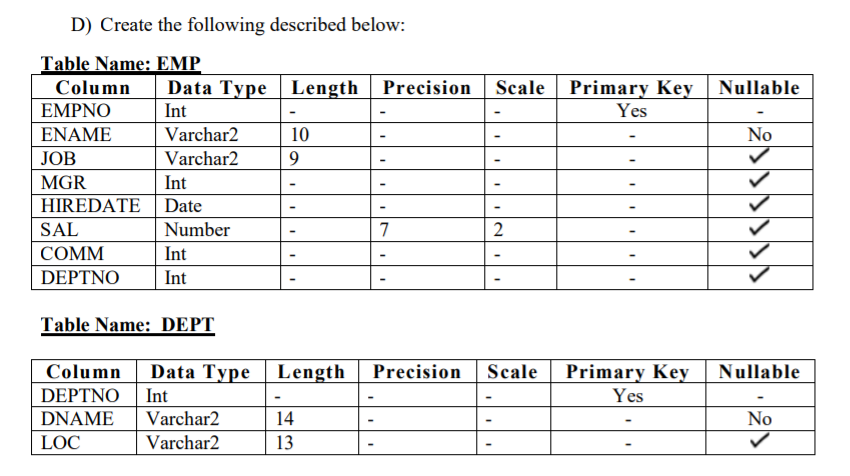 D) Create the following described below:
Table Name: EMP
Column Data Type Length Precision Scale Primary Key Nullable
EMPNO Int - - - Yes -
ENAME Varchar2 10 - - - No
JOB Varchar2 9 - - - ✓
MGR Int - - - - ✓
HIREDATE Date - - - - ✓
SAL Number - 7 2 - ✓
COMM Int - - - - ✓
DEPTNO Int - - - - ✓
Table Name: DEPT
Column Data Type Length Precision Scale Primary Key Nullable
DEPTNO Int - - - Yes -
DNAME Varchar2 14 - - - No
LOC Varchar2 13 - - - ✓